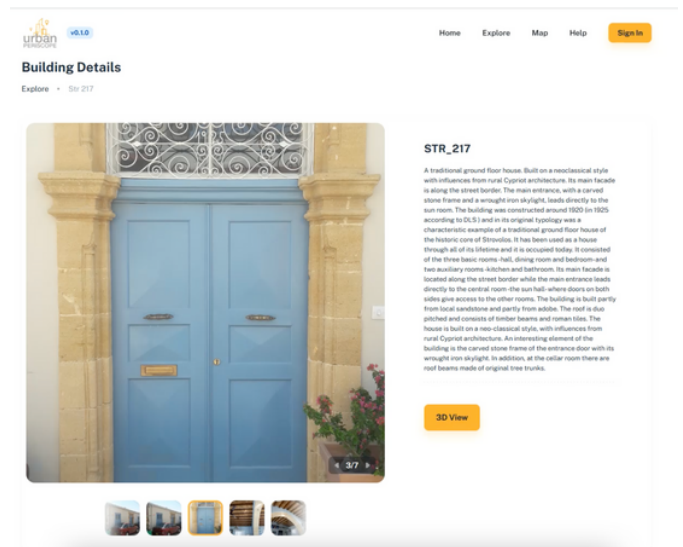 urban
PERISCOPE
v0.1.0
Home
Explore
Map
Help
Sign In
Building Details
Explore • Str 217
STR_217
A traditional ground floor house. Built on a neoclassical style
with influences from rural Cypriot architecture. Its main facade
is along the street border. The main entrance, with a carved
stone frame and a wrought iron skylight, leads directly to the
sun room. The building was constructed around 1920 (in 1925
according to DLS ) and in its original typology was a
characteristic example of a traditional ground floor house of
the historic core of Strovolos. It has been used as a house
through all of its lifetime and it is occupied today. It consisted
of the three basic rooms -hall, dining room and bedroom-and
two auxiliary rooms -kitchen and bathroom. Its main facade is
located along the street border while the main entrance leads
directly to the central room -the sun hall-where doors on both
sides give access to the other rooms. The building is built partly
from local sandstone and partly from adobe. The roof is duo
pitched and consists of timber beams and roman tiles. The
house is built on a neo-classical style, with influences from
rural Cypriot architecture. An interesting element of the
building is the carved stone frame of the entrance door with its
wrought iron skylight. In addition, at the cellar room there are
roof beams made of original tree trunks.
3D View
3/7